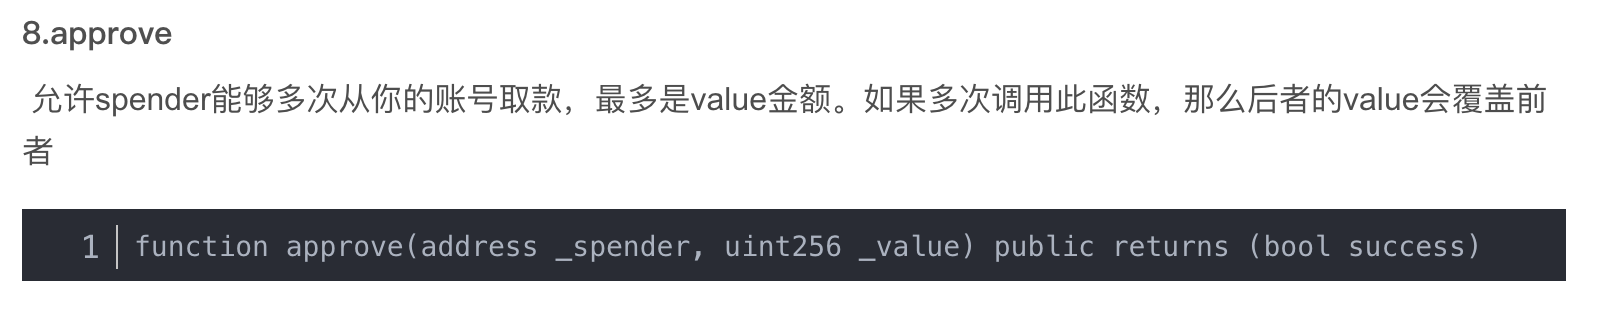 8.approve
允许spender能够多次从你的账号取款，最多是value金额。如果多次调用此函数，那么后者的value会覆盖前
者
1 function approve(address _spender, uint256 _value) public returns (bool success)